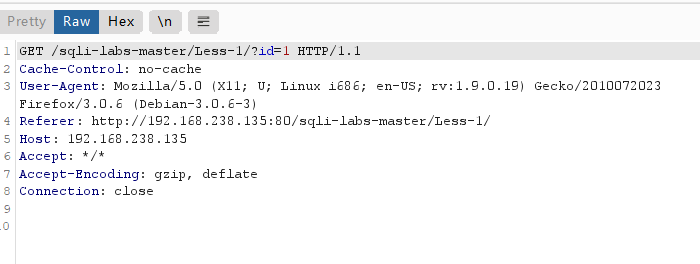 Pretty Raw Hex \n
1 GET /sqli-labs-master/Less-1/?id=1 HTTP/1.1
2 Cache-Control: no-cache
3 User-Agent: Mozilla/5.0 (X11; U; Linux i686; en-US; rv:1.9.0.19) Gecko/2010072023
Firefox/3.0.6 (Debian-3.0.6-3)
4 Referer: http://192.168.238.135:80/sqli-labs-master/Less-1/
5 Host: 192.168.238.135
6 Accept: */*
7 Accept-Encoding: gzip, deflate
8 Connection: close
9
10